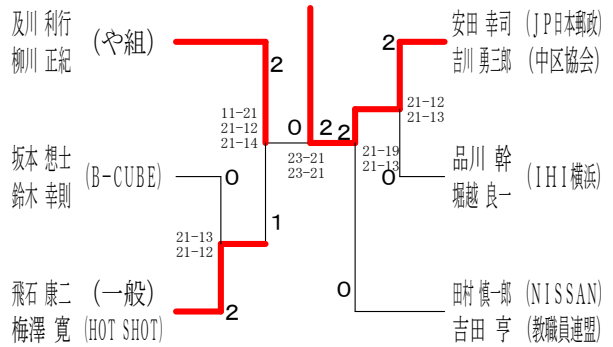 及川 利行
柳川 正紀 (や組)
2
11-21
21-12
21-14
坂本 想士
鈴木 幸則 (B-CUBE)
0
21-13
21-12
1
飛石 康二 (一般)
梅澤 寛 (HOT SHOT)
2
0 2
23-21
23-21
安田 幸司 (JP日本郵政)
吉川 勇三郎 (中区協会)
2
21-12
21-13
品川 幹
堀越 良一 (IHI横浜)
0
2
21-19
21-13
0
田村 慎一郎 (NISSAN)
吉田 亨 (教職員連盟)